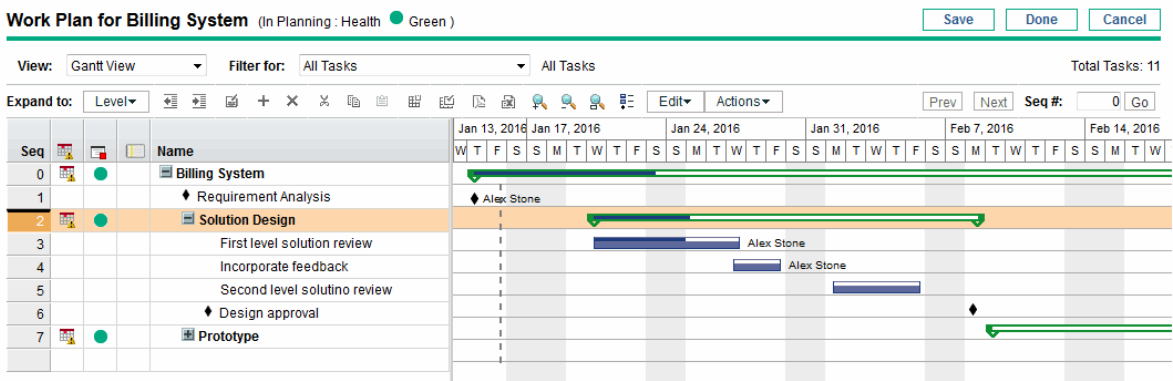 Work Plan for Billing System (In Planning : Health Green ) Save Done Cancel
View: Gantt View Filter for: All Tasks All Tasks Total Tasks: 11
Expand to: Level Edit Actions Prev Next Seq #: 0 Go
Jan 13, 2016 Jan 17, 2016 Jan 24, 2016 Jan 31, 2016 Feb 7, 2016 Feb 14, 2016
Seq Name W T F S S M T W T F S S M T W T F S S M T W T F S S M T W T F S S M T W
0 Billing System
1 Requirement Analysis Alex Stone
2 Solution Design
3 First level solution review Alex Stone
4 Incorporate feedback Alex Stone
5 Second level solutino review
6 Design approval
7 Prototype